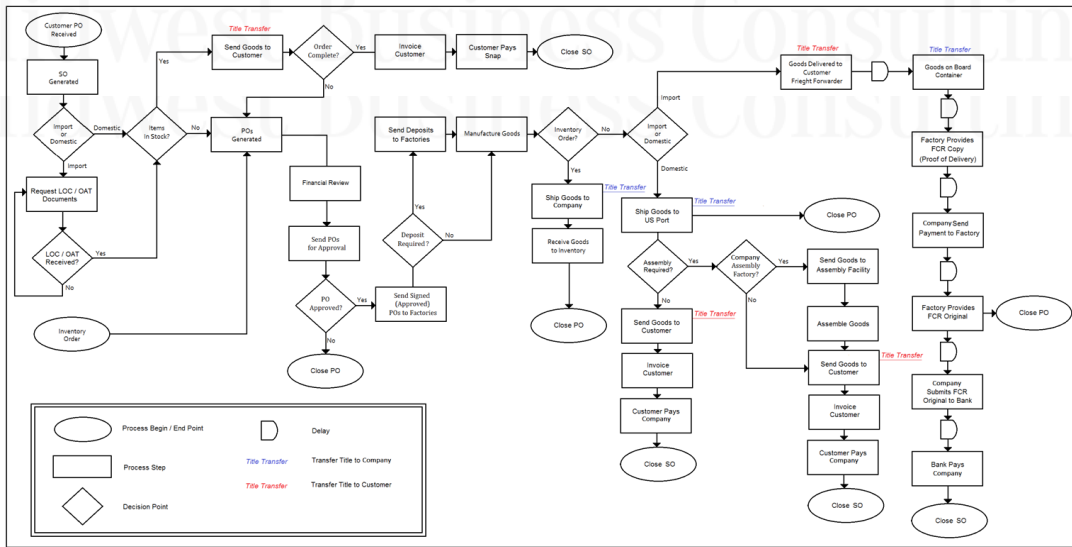 Midwest Business Consulting
Midwest Business Consulting
Customer PO
Received
SO
Generated
Import
or
Domestic
Domestic
Import
Request LOC / OAT
Documents
LOC / OAT
Received?
Yes
No
Inventory
Order
Items
In Stock?
Yes
No
Title Transfer
Send Goods to
Customer
Order
Complete?
Yes
No
Invoice
Customer
Customer Pays
Snap
Close SO
POs
Generated
Financial Review
Send POs
for Approval
PO
Approved?
Yes
No
Close PO
Send Signed
(Approved)
POs to Factories
Deposit
Required?
Yes
No
Send Deposits
to Factories
Manufacture Goods
Inventory
Order?
No
Yes
Title Transfer
Ship Goods to
Company
Receive Goods
to Inventory
Close PO
Import
or
Domestic
Import
Domestic
Title Transfer
Ship Goods to
US Port
Close PO
Assembly
Required?
Yes
No
Send Goods to
Customer
Title Transfer
Invoice
Customer
Customer Pays
Company
Close SO
Company
Assembly
Factory?
Yes
No
Send Goods to
Assembly Facility
Assemble Goods
Send Goods to
Customer
Title Transfer
Invoice
Customer
Customer Pays
Company
Close SO
Title Transfer
Goods Delivered to
Customer
Frieght Forwarder
Title Transfer
Goods on Board
Container
Factory Provides
FCR Copy
(Proof of Delivery)
Company Send
Payment to Factory
Factory Provides
FCR Original
Close PO
Company
Submits FCR
Original to Bank
Bank Pays
Company
Close SO
Process Begin / End Point
Delay
Process Step
Title Transfer
Transfer Title to Company
Title Transfer
Transfer Title to Customer
Decision Point